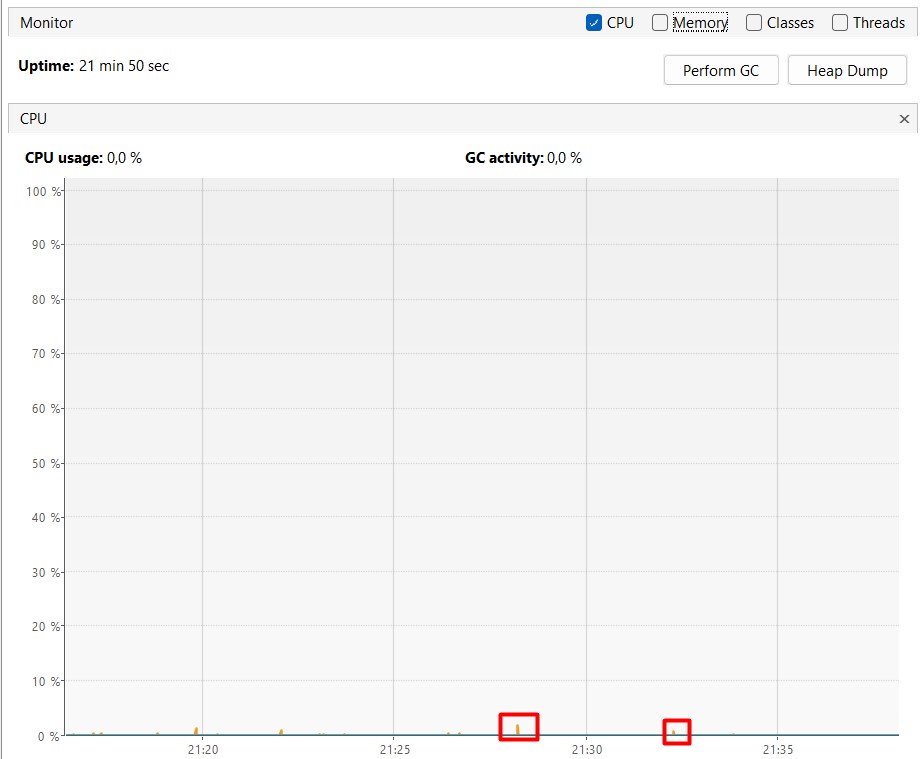 Monitor CPU Memory Classes Threads
Uptime: 21 min 50 sec Perform GC Heap Dump
CPU
CPU usage: 0,0 % GC activity: 0,0 %
100 %
90 %
80 %
70 %
60 %
50 %
40 %
30 %
20 %
10 %
0 %
21:20 21:25 21:30 21:35